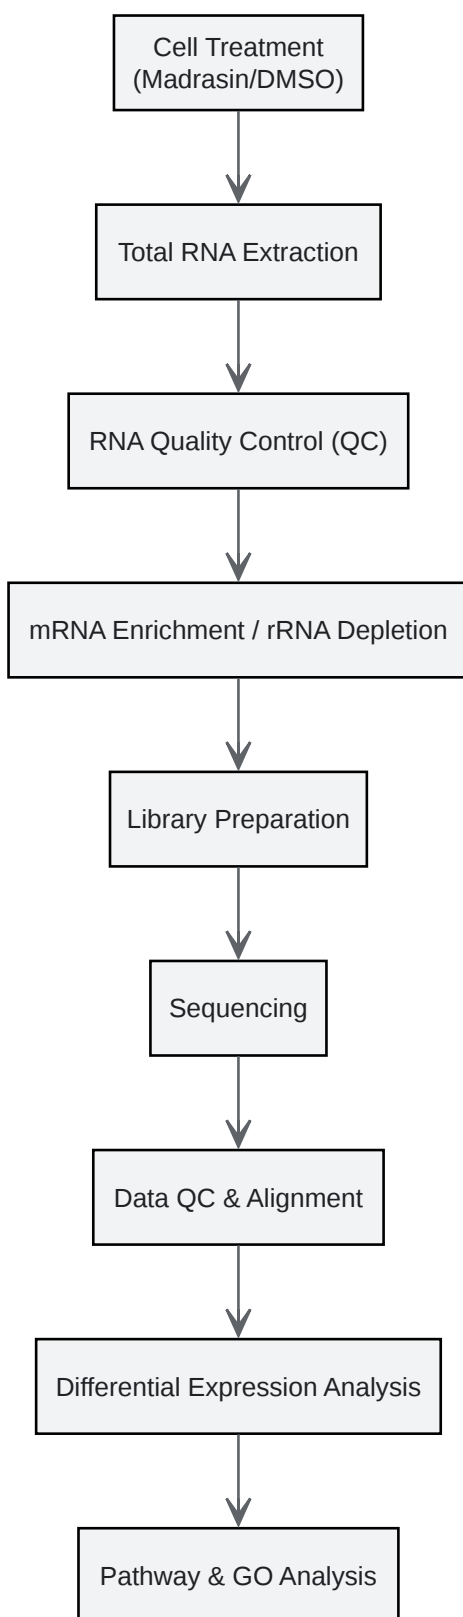 Cell Treatment
(Madrasin/DMSO)
Total RNA Extraction
RNA Quality Control (QC)
mRNA Enrichment / rRNA Depletion
Library Preparation
Sequencing
Data QC & Alignment
Differential Expression Analysis
Pathway & GO Analysis